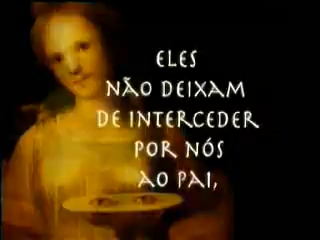 ELES
NÃO DEIXAM
DE INTERCEDER
POR NÓS
AO PAI,